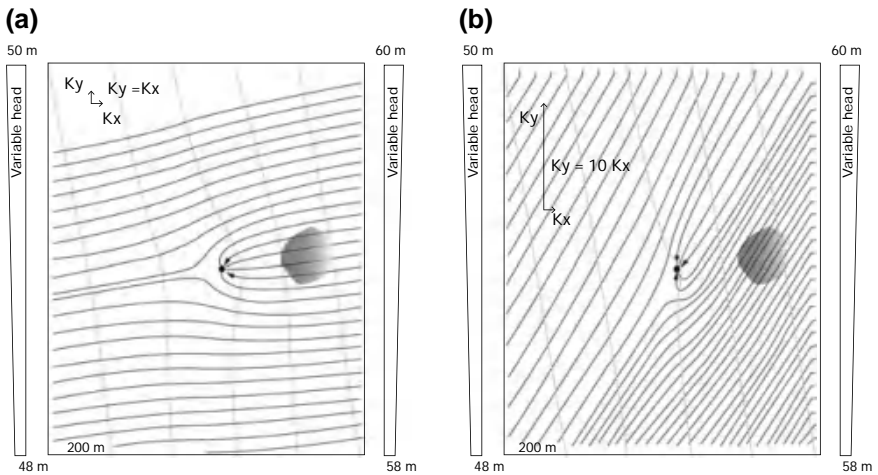 (a)
50 m
60 m
Variable head
Ky
Ky =Kx
Kx
Variable head
200 m
48 m
58 m
(b)
50 m
60 m
Variable head
Ky
Ky = 10 Kx
Kx
Variable head
200 m
48 m
58 m